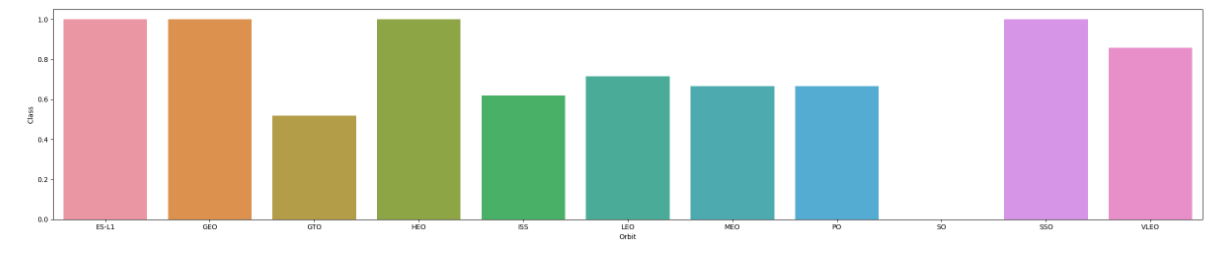 1.0
0.8
0.6
0.4
0.2
0.0
Class
ES-L1 GEO GTO HEO ISS LEO MEO PO SO SSO VLEO
Orbit